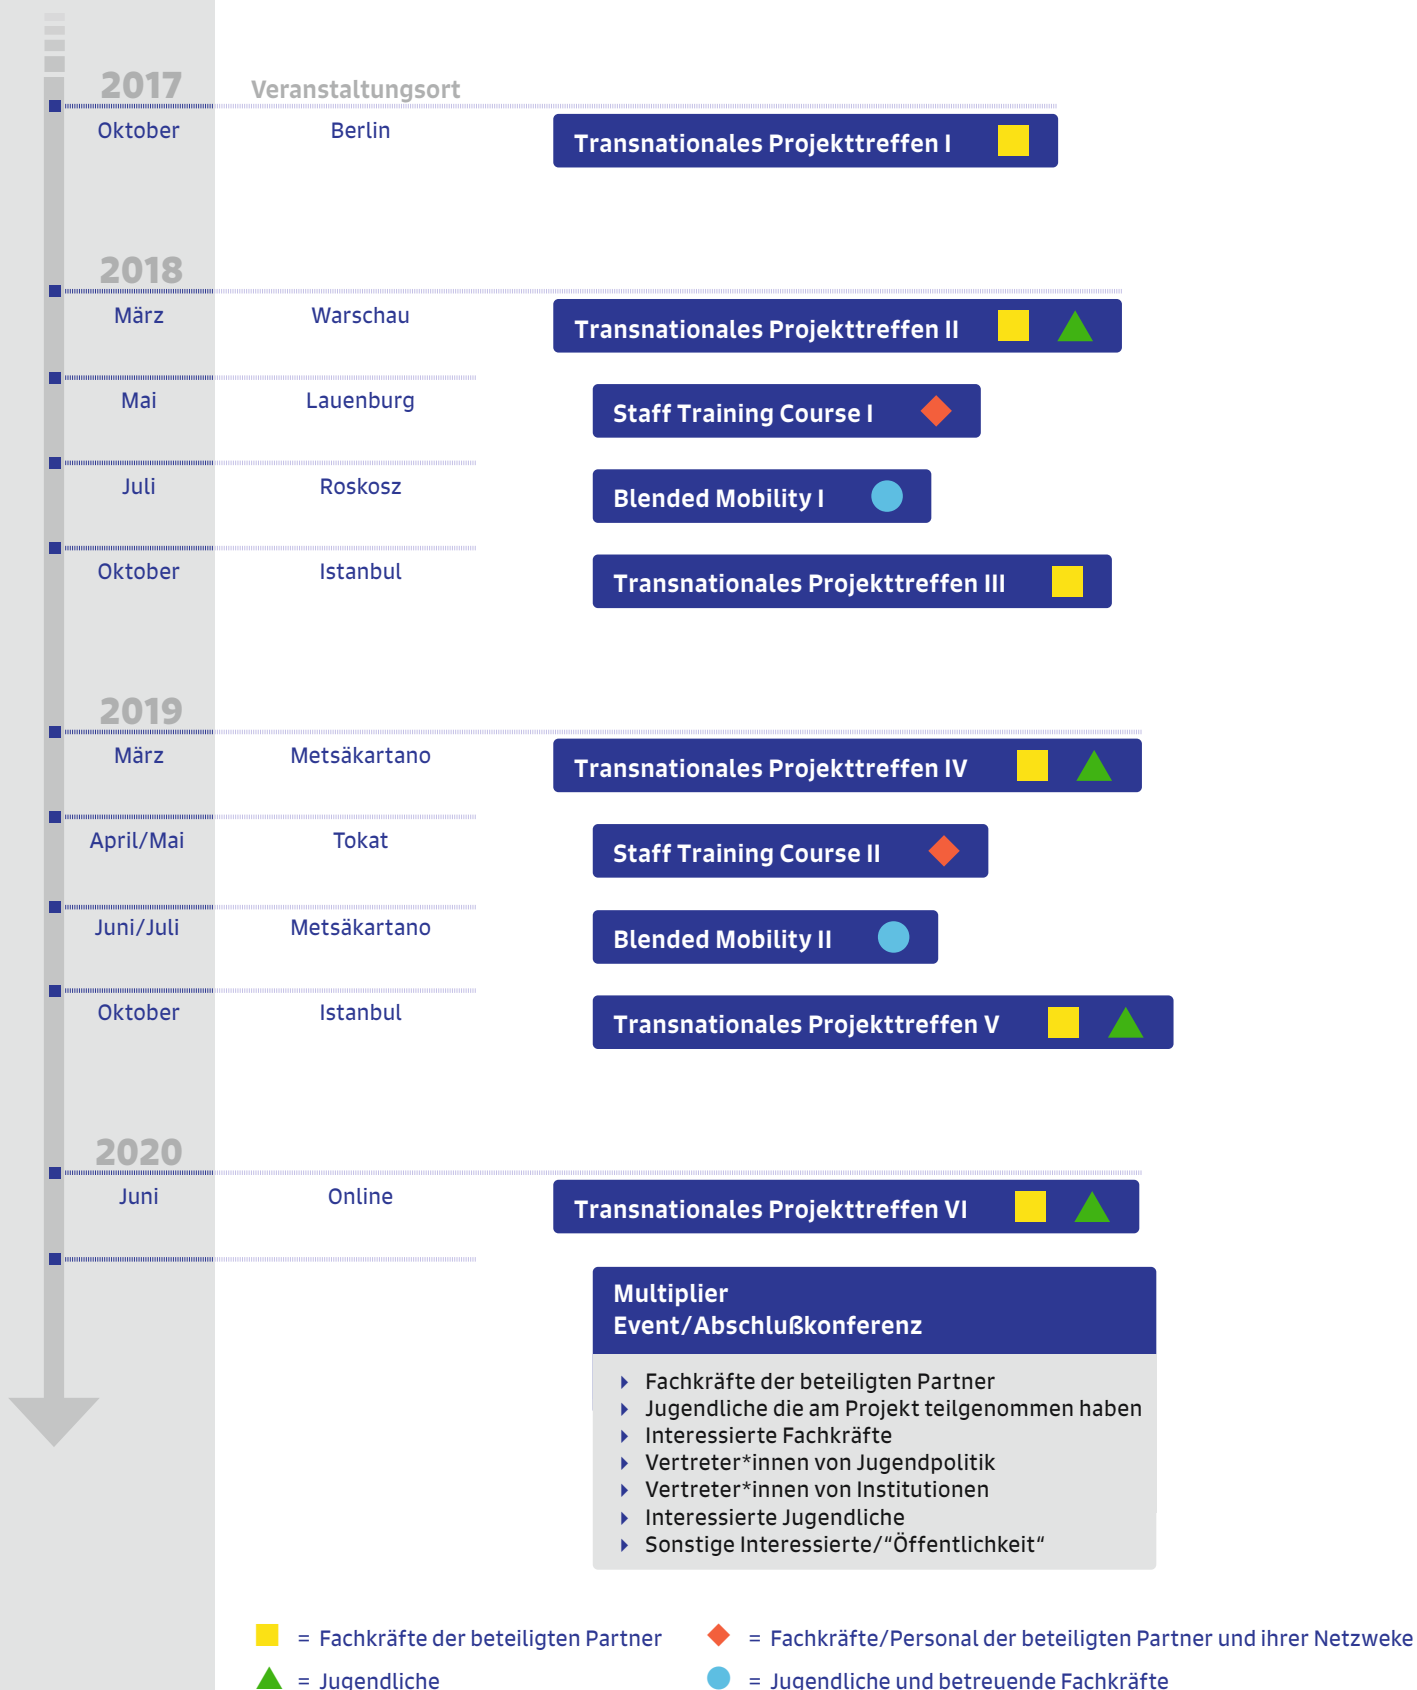 2017 Veranstaltungsort
Oktober Berlin Transnationales Projekttreffen I
2018
März Warschau Transnationales Projekttreffen II
Mai Lauenburg Staff Training Course I
Juli Roskosz Blended Mobility I
Oktober Istanbul Transnationales Projekttreffen III
2019
März Metsäkartano Transnationales Projekttreffen IV
April/Mai Tokat Staff Training Course II
Juni/Juli Metsäkartano Blended Mobility II
Oktober Istanbul Transnationales Projekttreffen V
2020
Juni Online Transnationales Projekttreffen VI
Multiplier
Event/Abschlußkonferenz
Fachkräfte der beteiligten Partner
Jugendliche die am Projekt teilgenommen haben
Interessierte Fachkräfte
Vertreter*innen von Jugendpolitik
Vertreter*innen von Institutionen
Interessierte Jugendliche
Sonstige Interessierte/“Öffentlichkeit“
= Fachkräfte der beteiligten Partner = Fachkräfte/Personal der beteiligten Partner und ihrer Netzweke
= Jugendliche = Jugendliche und betreuende Fachkräfte